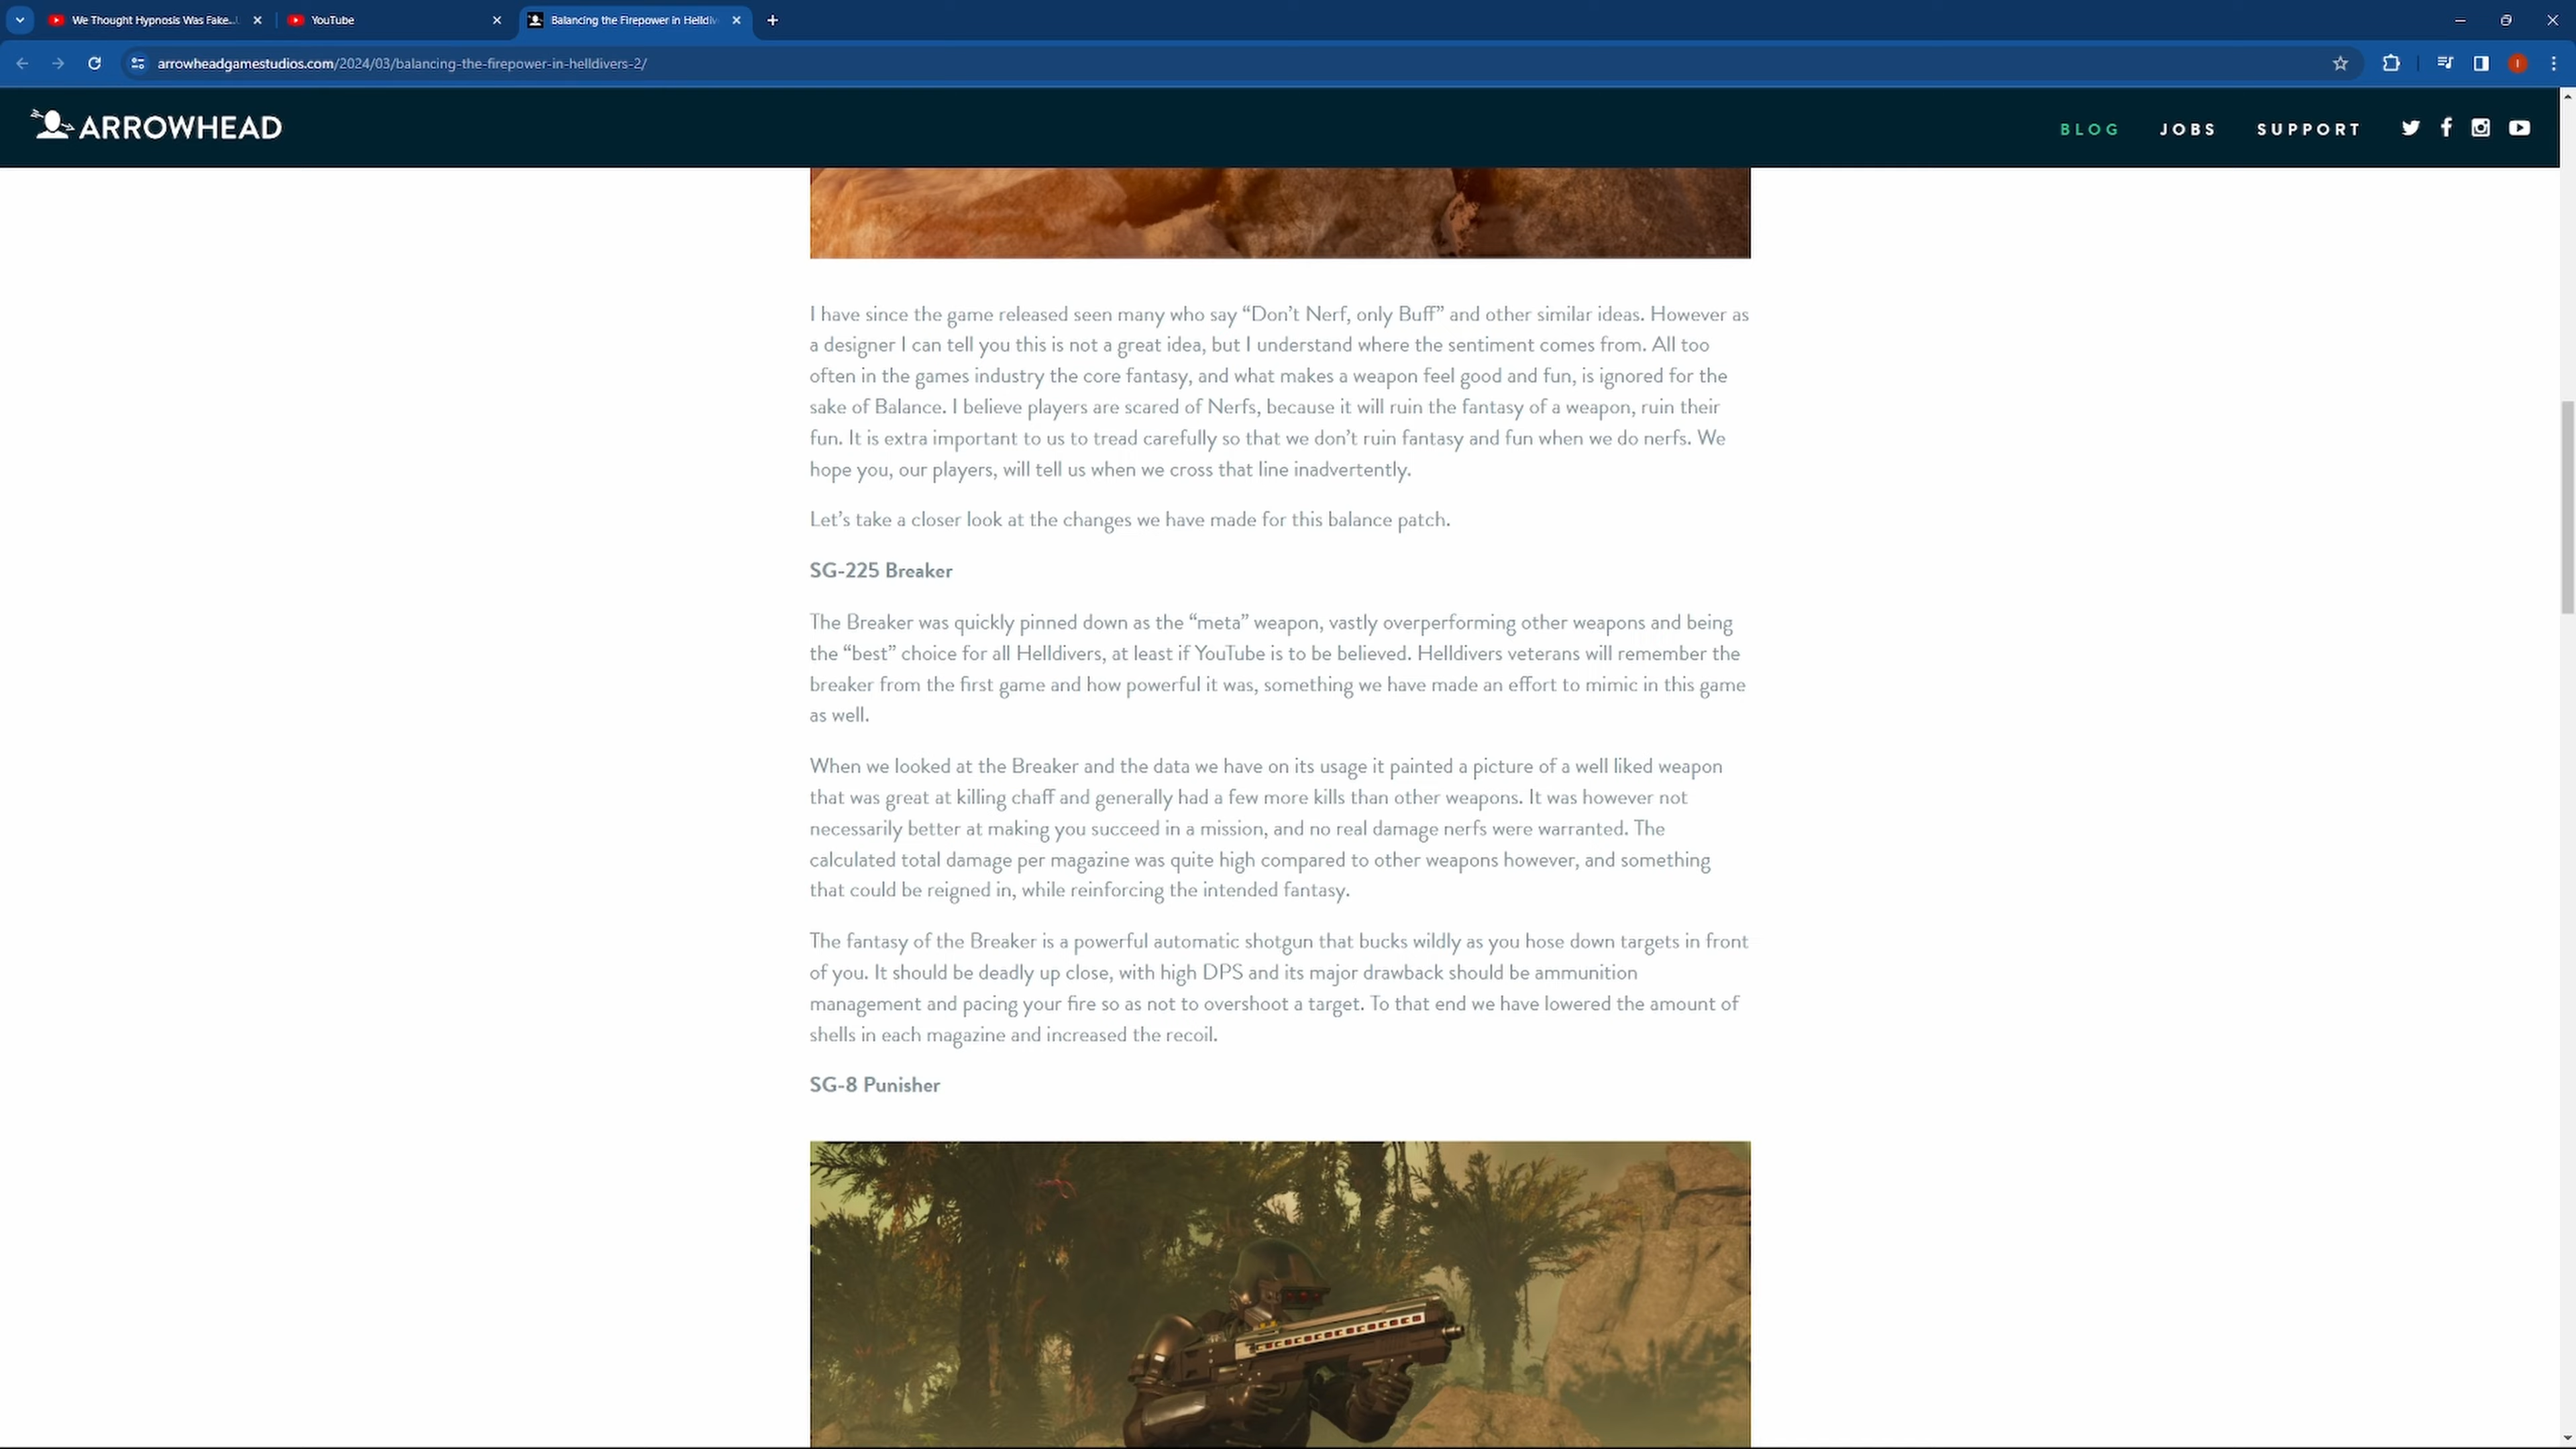 We Thought Hypnosis Was Fake...
YouTube
Balancing the Firepower in Helldiv
arrowheadgamestudios.com/2024/03/balancing-the-firepower-in-helldivers-2/
ARROWHEAD
BLOG
JOBS
SUPPORT
I have since the game released seen many who say “Don’t Nerf, only Buff” and other similar ideas. However as
a designer I can tell you this is not a great idea, but I understand where the sentiment comes from. All too
often in the games industry the core fantasy, and what makes a weapon feel good and fun, is ignored for the
sake of Balance. I believe players are scared of Nerfs, because it will ruin the fantasy of a weapon, ruin their
fun. It is extra important to us to tread carefully so that we don’t ruin fantasy and fun when we do nerfs. We
hope you, our players, will tell us when we cross that line inadvertently.
Let’s take a closer look at the changes we have made for this balance patch.
SG-225 Breaker
The Breaker was quickly pinned down as the “meta” weapon, vastly overperforming other weapons and being
the “best” choice for all Helldivers, at least if YouTube is to be believed. Helldivers veterans will remember the
breaker from the first game and how powerful it was, something we have made an effort to mimic in this game
as well.
When we looked at the Breaker and the data we have on its usage it painted a picture of a well liked weapon
that was great at killing chaff and generally had a few more kills than other weapons. It was however not
necessarily better at making you succeed in a mission, and no real damage nerfs were warranted. The
calculated total damage per magazine was quite high compared to other weapons however, and something
that could be reigned in, while reinforcing the intended fantasy.
The fantasy of the Breaker is a powerful automatic shotgun that bucks wildly as you hose down targets in front
of you. It should be deadly up close, with high DPS and its major drawback should be ammunition
management and pacing your fire so as not to overshoot a target. To that end we have lowered the amount of
shells in each magazine and increased the recoil.
SG-8 Punisher